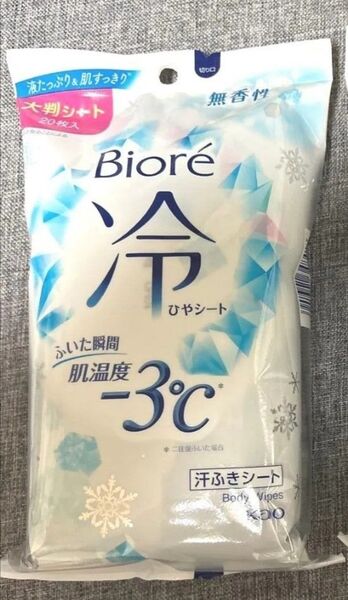 切り口
液たっぷり&肌すっきり
大判シート
20枚入
無香性
Bioré
冷
ひやシート
ふいた瞬間
肌温度
-3℃*
汗ふきシート
Body Wipes
Kao